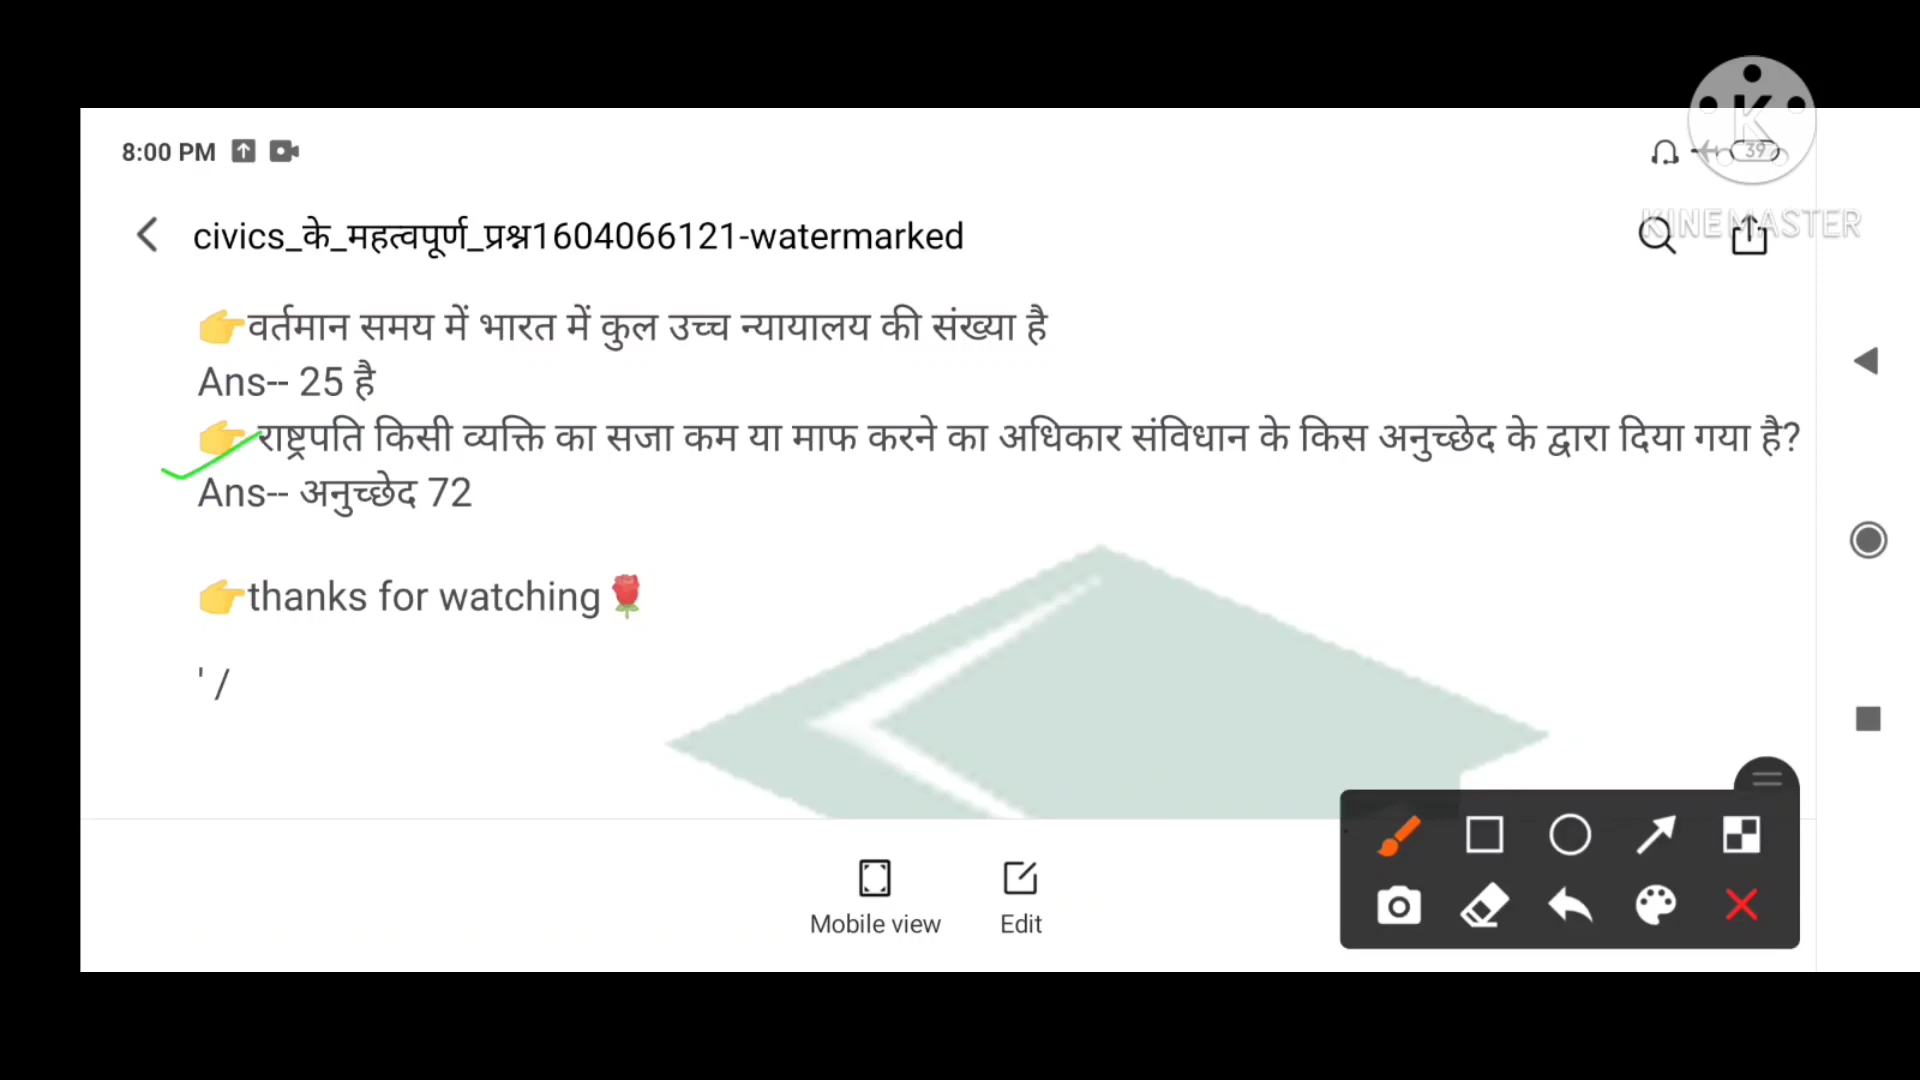 8:00 PM
39
KINEMASTER
civics_के_महत्वपूर्ण_प्रश्न1604066121-watermarked
👉वर्तमान समय में भारत में कुल उच्च न्यायालय की संख्या है
Ans-- 25 है
👉 राष्ट्रपति किसी व्यक्ति का सजा कम या माफ करने का अधिकार संविधान के किस अनुच्छेद के द्वारा दिया गया है?
Ans-- अनुच्छेद 72
👉thanks for watching🌹
' /
Mobile view
Edit